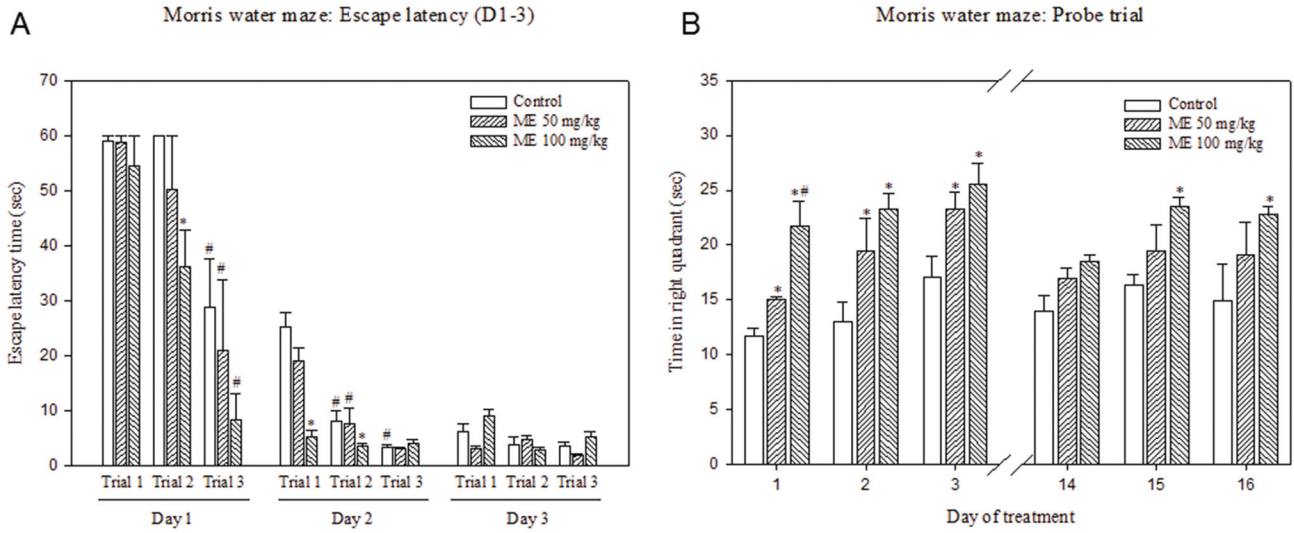 A
Morris water maze: Escape latency (D1-3)
Escape latency time (sec)
70
60
50
40
30
20
10
0
Control
ME 50 mg/kg
ME 100 mg/kg
*
#
#
#
*
#
#
*
#
Trial 1 Trial 2 Trial 3 Trial 1 Trial 2 Trial 3 Trial 1 Trial 2 Trial 3
Day 1 Day 2 Day 3
B
Morris water maze: Probe trial
Time in right quadrant (sec)
35
30
25
20
15
10
5
0
Control
ME 50 mg/kg
ME 100 mg/kg
*
*#
*
*
*
*
*
*
1 2 3 14 15 16
Day of treatment